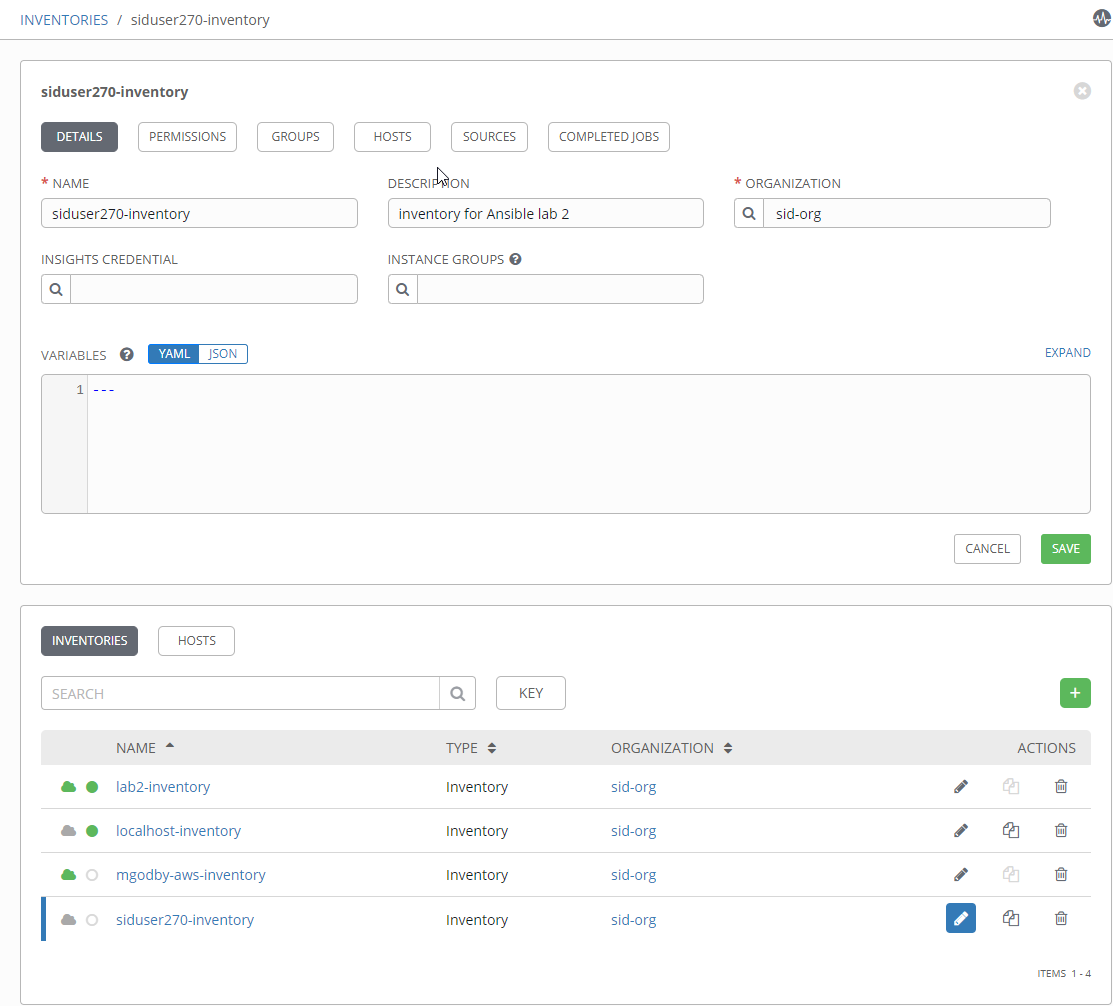 INVENTORIES / siduser270-inventory
siduser270-inventory
DETAILS PERMISSIONS GROUPS HOSTS SOURCES COMPLETED JOBS
* NAME DESCRIPTION * ORGANIZATION
siduser270-inventory inventory for Ansible lab 2 sid-org
INSIGHTS CREDENTIAL INSTANCE GROUPS ?
VARIABLES ? YAML JSON EXPAND
1 ---
CANCEL SAVE
INVENTORIES HOSTS
SEARCH KEY +
NAME TYPE ORGANIZATION ACTIONS
lab2-inventory Inventory sid-org
localhost-inventory Inventory sid-org
mgodby-aws-inventory Inventory sid-org
siduser270-inventory Inventory sid-org
ITEMS 1 - 4